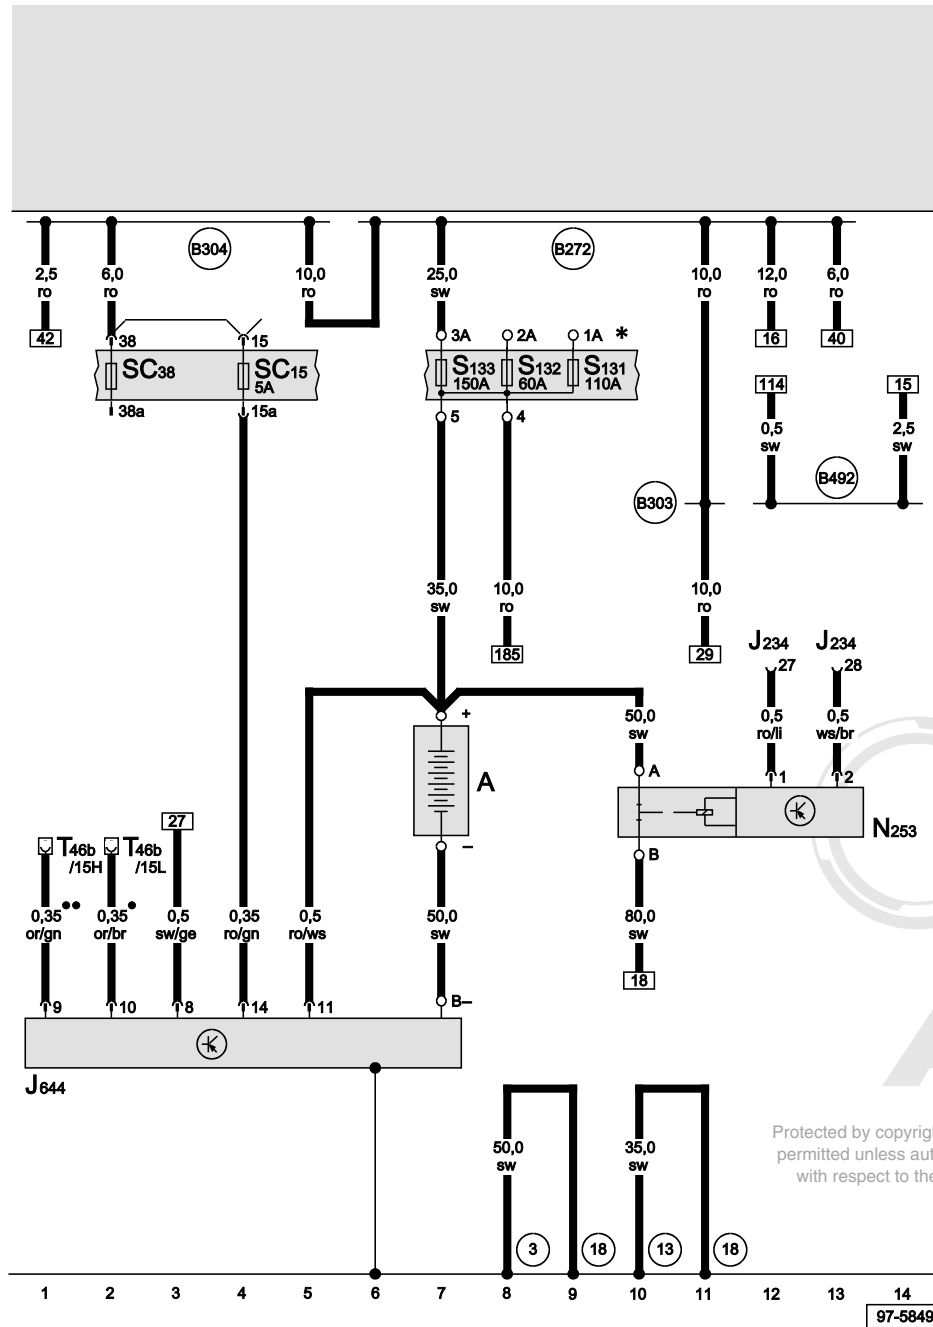 B304
B272
2,5
ro
6,0
ro
10,0
ro
25,0
sw
10,0
ro
12,0
ro
6,0
ro
42
38
15
3A
2A
1A *
16
40
SC38
SC15
5A
S133
150A
S132
60A
S131
110A
114
15
38a
15a
5
4
0,5
sw
2,5
sw
B492
B303
35,0
sw
10,0
ro
10,0
ro
185
29
J234
J234
27
28
+
50,0
sw
0,5
ro/li
0,5
ws/br
A
1
2
A
N253
27
T46b
/15H
T46b
/15L
–
B
0,35 ••
or/gn
0,35 •
or/br
0,5
sw/ge
0,35
ro/gn
0,5
ro/ws
50,0
sw
80,0
sw
18
9
10
8
14
11
B–
J644
Protected by copyrigh
permitted unless aut
with respect to the
50,0
sw
35,0
sw
3
18
13
18
1 2 3 4 5 6 7 8 9 10 11 12 13 14
97-5849